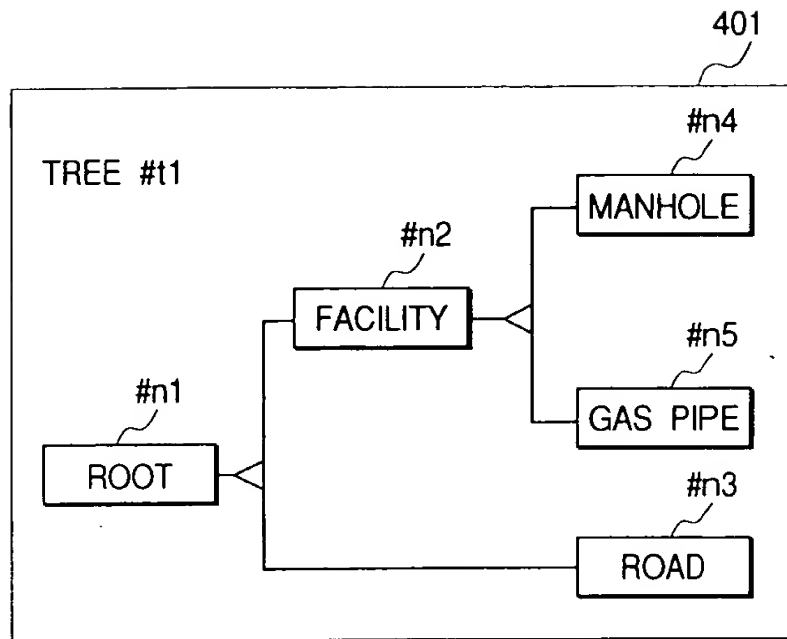 401
#n4
TREE #t1
MANHOLE
#n2
FACILITY
#n5
#n1
GAS PIPE
ROOT
#n3
ROAD